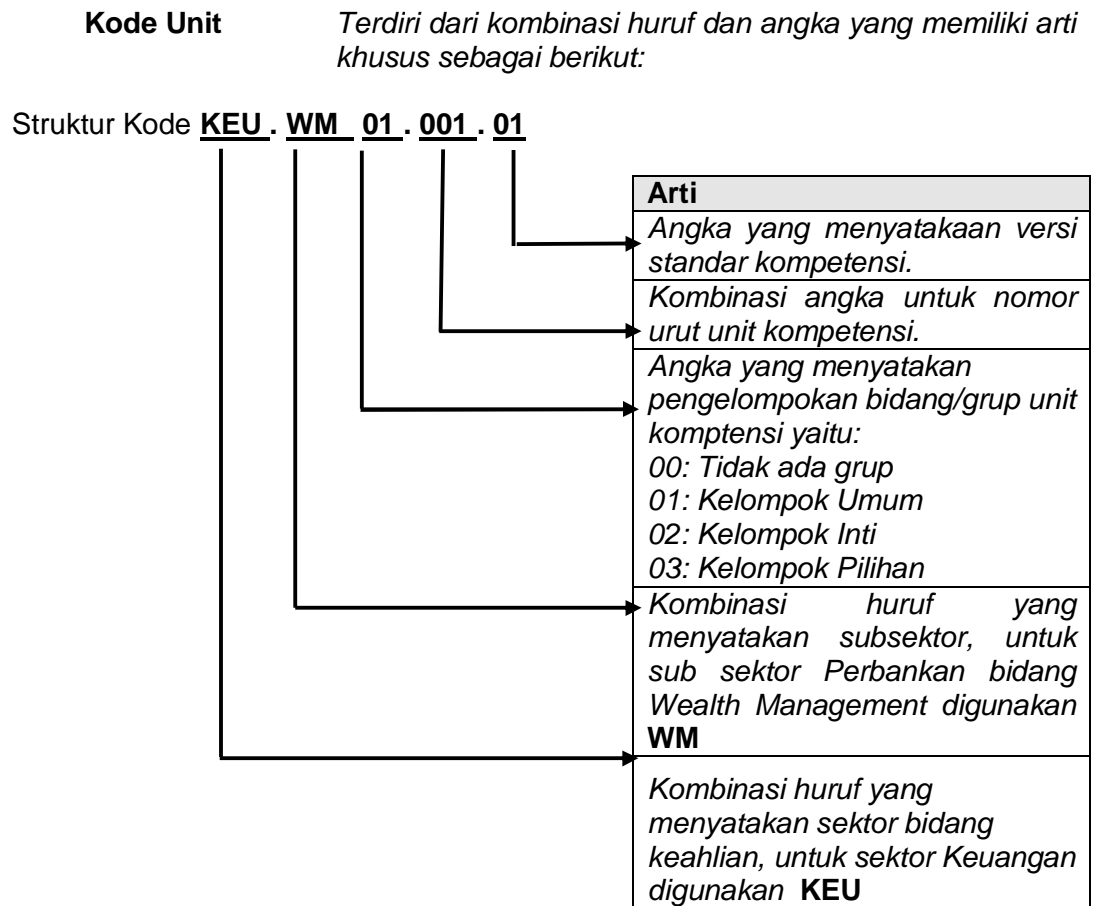 Kode Unit Terdiri dari kombinasi huruf dan angka yang memiliki arti
khusus sebagai berikut:
Struktur Kode KEU . WM 01 . 001 . 01
Arti
Angka yang menyatakaan versi
standar kompetensi.
Kombinasi angka untuk nomor
urut unit kompetensi.
Angka yang menyatakan
pengelompokan bidang/grup unit
komptensi yaitu:
00: Tidak ada grup
01: Kelompok Umum
02: Kelompok Inti
03: Kelompok Pilihan
Kombinasi huruf yang
menyatakan subsektor, untuk
sub sektor Perbankan bidang
Wealth Management digunakan
WM
Kombinasi huruf yang
menyatakan sektor bidang
keahlian, untuk sektor Keuangan
digunakan KEU